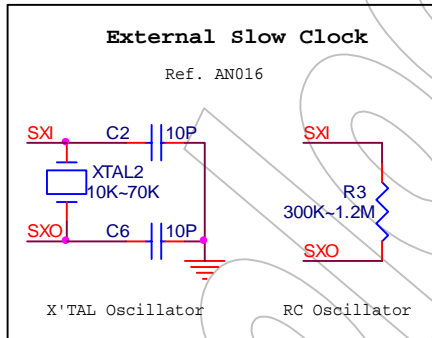 External Slow Clock
Ref. AN016
SXI C2 10P SXI
XTAL2
10K~70K
R3
300K~1.2M
SXO C6 10P SXO
X'TAL Oscillator RC Oscillator